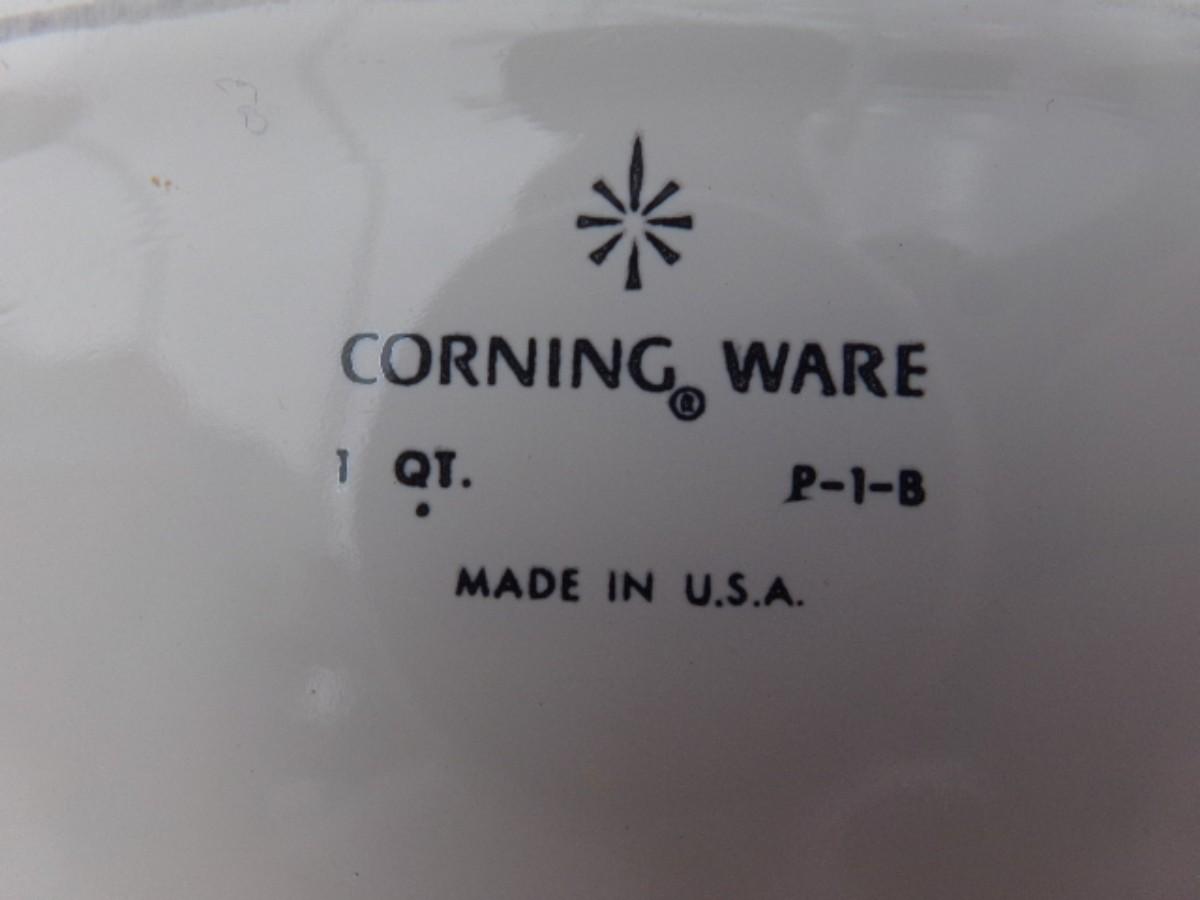 CORNING® WARE
1 QT. P-1-B
MADE IN U.S.A.